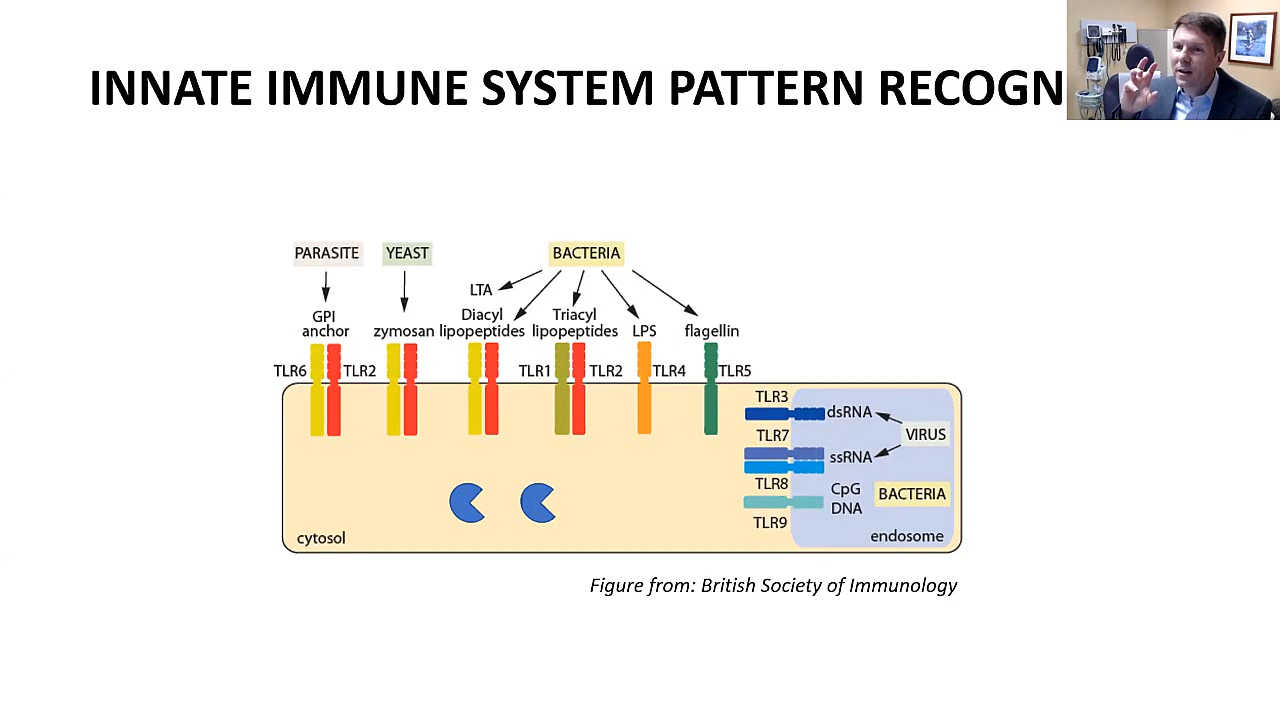 INNATE IMMUNE SYSTEM PATTERN RECOGN
PARASITE
YEAST
BACTERIA
LTA
GPI
anchor
zymosan
Diacyl
lipopeptides
Triacyl
lipopeptides
LPS
flagellin
TLR6
TLR2
TLR1
TLR2
TLR4
TLR5
TLR3
dsRNA
VIRUS
TLR7
ssRNA
TLR8
CpG
DNA
BACTERIA
TLR9
endosome
cytosol
Figure from: British Society of Immunology